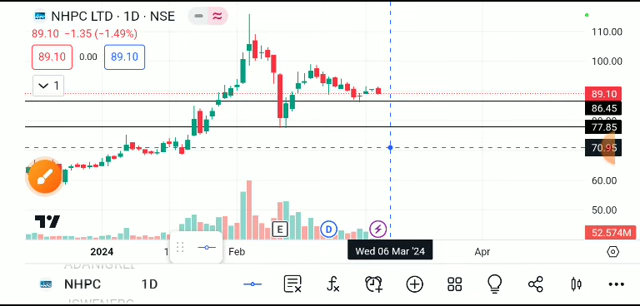 NHPC LTD · 1D · NSE
89.10 −1.35 (−1.49%)
89.10 0.00 89.10
1
110.00
100.00
89.10
86.45
77.85
70.95
60.00
50.00
52.574M
E D
2024 Feb Wed 06 Mar '24 Apr
NHPC 1D